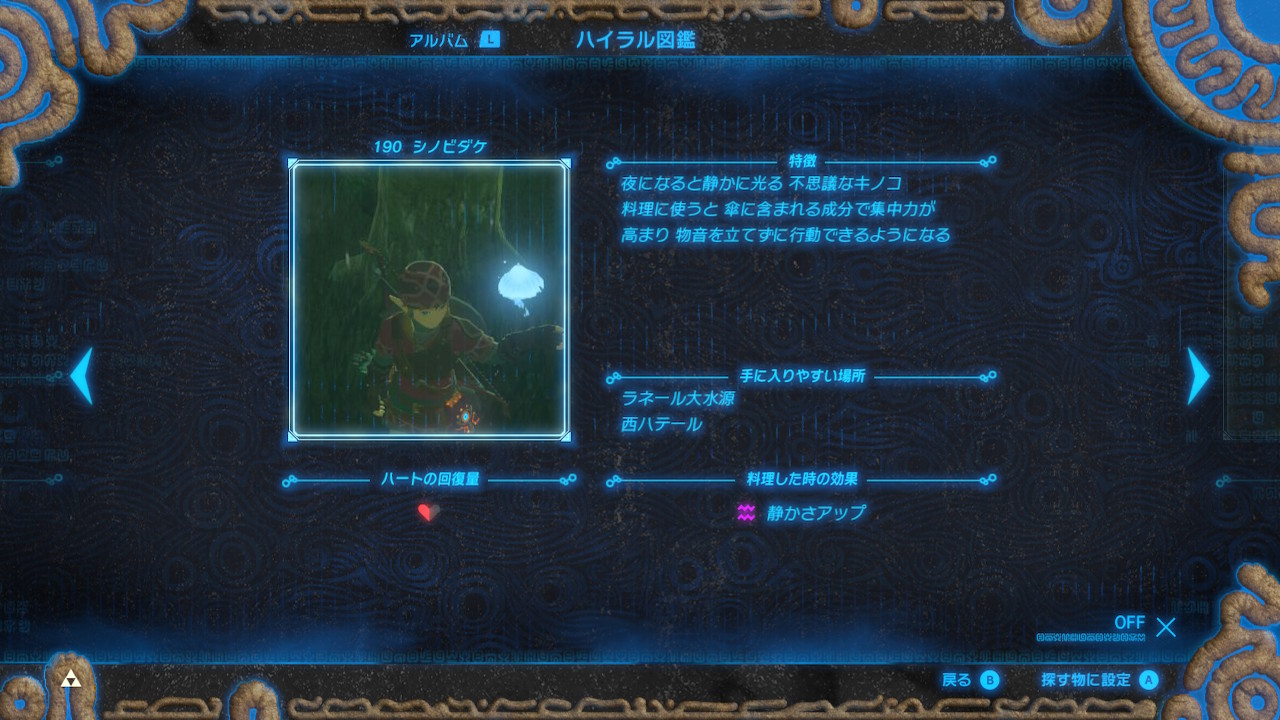 アルバム L ハイラル図鑑
190 シノビダケ
特徴
夜になると静かに光る 不思議なキノコ
料理に使うと 傘に含まれる成分で集中力が
高まり 物音を立てずに行動できるようになる
手に入りやすい場所
ラネール大水源
西ハテール
ハートの回復量
料理した時の効果
静かさアップ
OFF
戻る B 探す物に設定 A